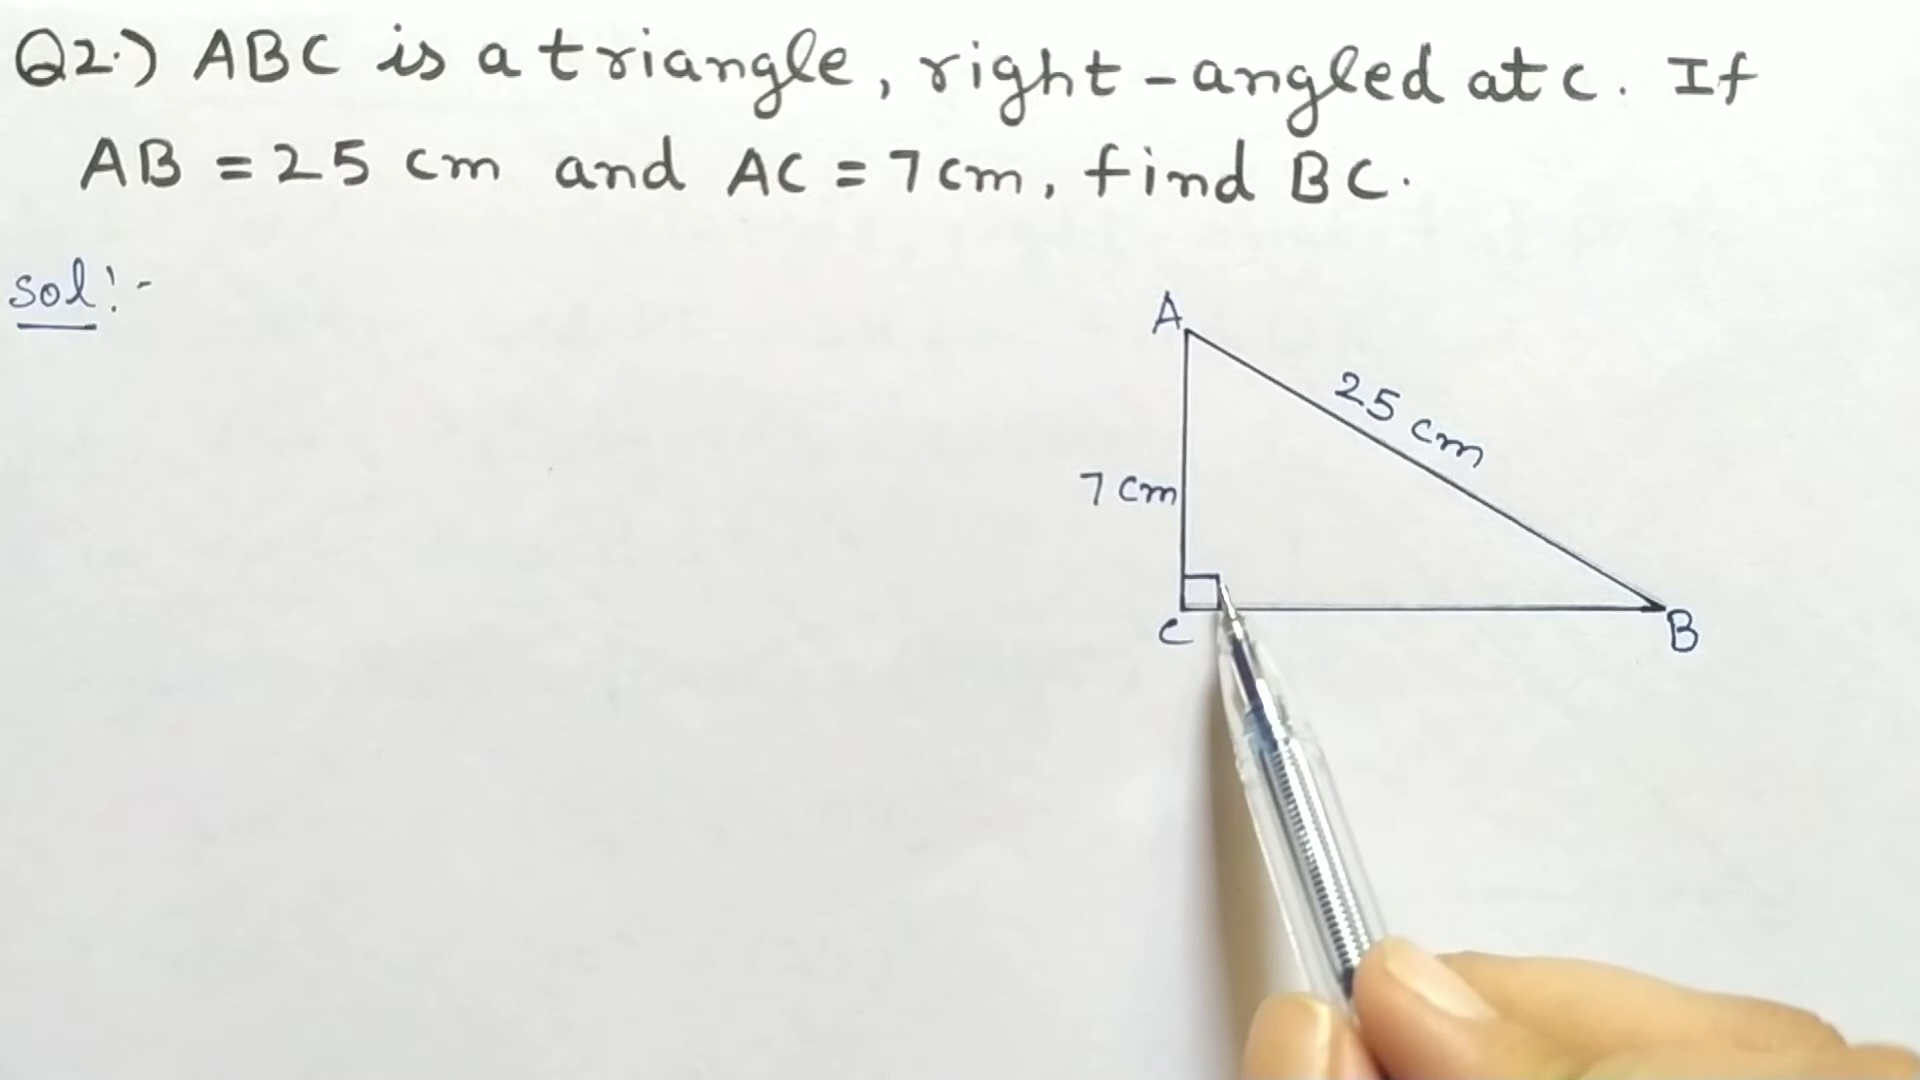 Q2.) ABC is a triangle, right-angled at c. If
AB = 25 cm and AC = 7cm, find BC.
Sol:-
A
25 cm
7 cm
C
B